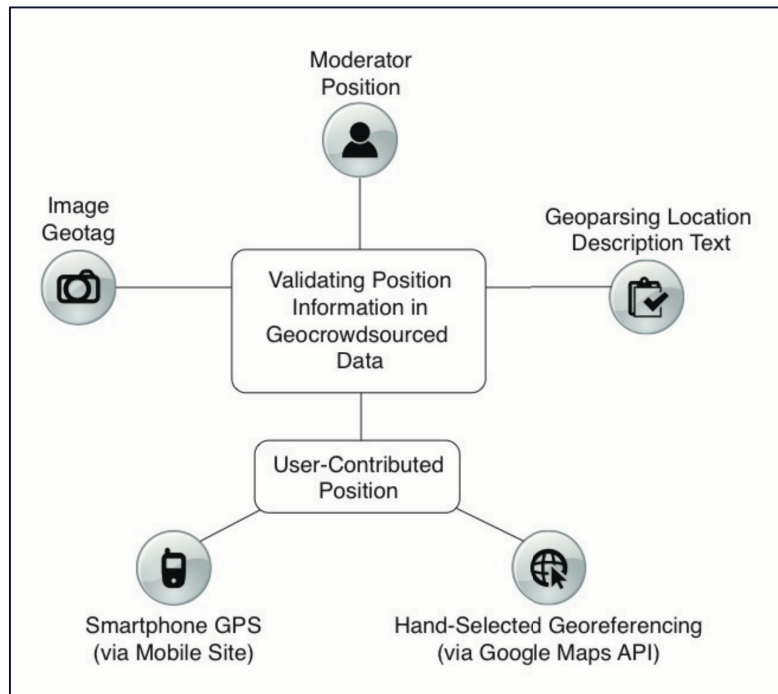 Moderator
Position
Image
Geotag
Geoparsing Location
Description Text
Validating Position
Information in
Geocrowdsourced
Data
User-Contributed
Position
Smartphone GPS
(via Mobile Site)
Hand-Selected Georeferencing
(via Google Maps API)